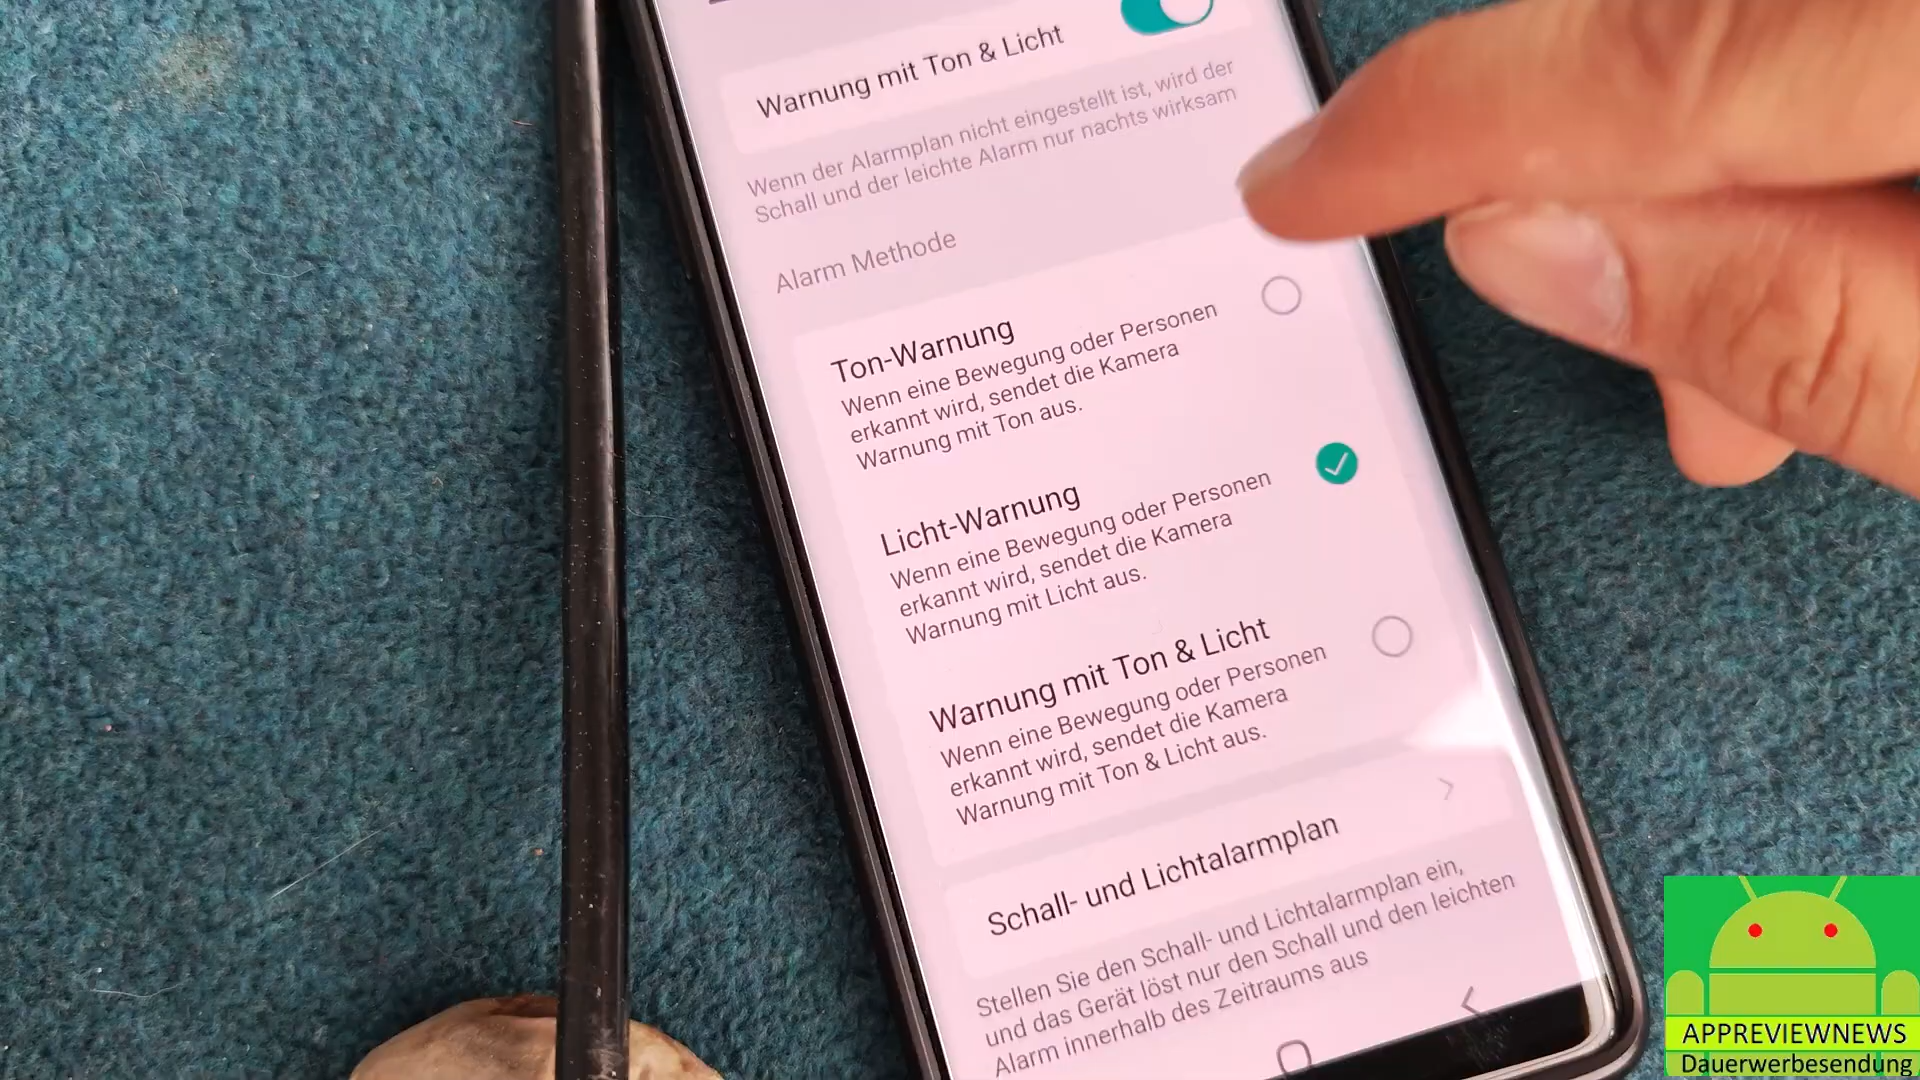 Warnung mit Ton & Licht
Wenn der Alarmplan nicht eingestellt ist, wird der
Schall und der leichte Alarm nur nachts wirksam
Alarm Methode
Ton-Warnung
Wenn eine Bewegung oder Personen
erkannt wird, sendet die Kamera
Warnung mit Ton aus.
Licht-Warnung
Wenn eine Bewegung oder Personen
erkannt wird, sendet die Kamera
Warnung mit Licht aus.
Warnung mit Ton & Licht
Wenn eine Bewegung oder Personen
erkannt wird, sendet die Kamera
Warnung mit Ton & Licht aus.
Schall- und Lichtalarmplan
Stellen Sie den Schall- und Lichtalarmplan ein,
und das Gerät löst nur den Schall und den leichten
Alarm innerhalb des Zeitraums aus
APPREVIEWNEWS
Dauerwerbesendung